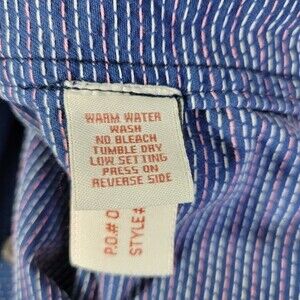 WARM WATER
WASH
NO BLEACH
TUMBLE DRY
LOW SETTING
PRESS ON
REVERSE SIDE
P.O.# 0
STYLE#